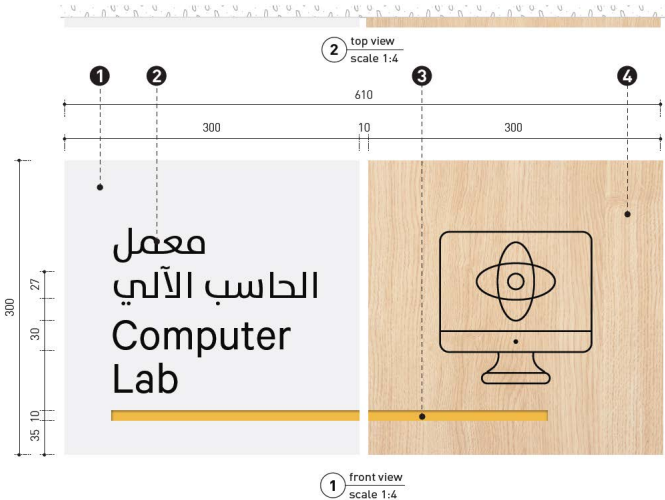 2 top view
scale 1:4
1 2 3 4
610
300 10 300
300
27
30
10
35
معمل
الحاسب الآلي
Computer
Lab
1 front view
scale 1:4